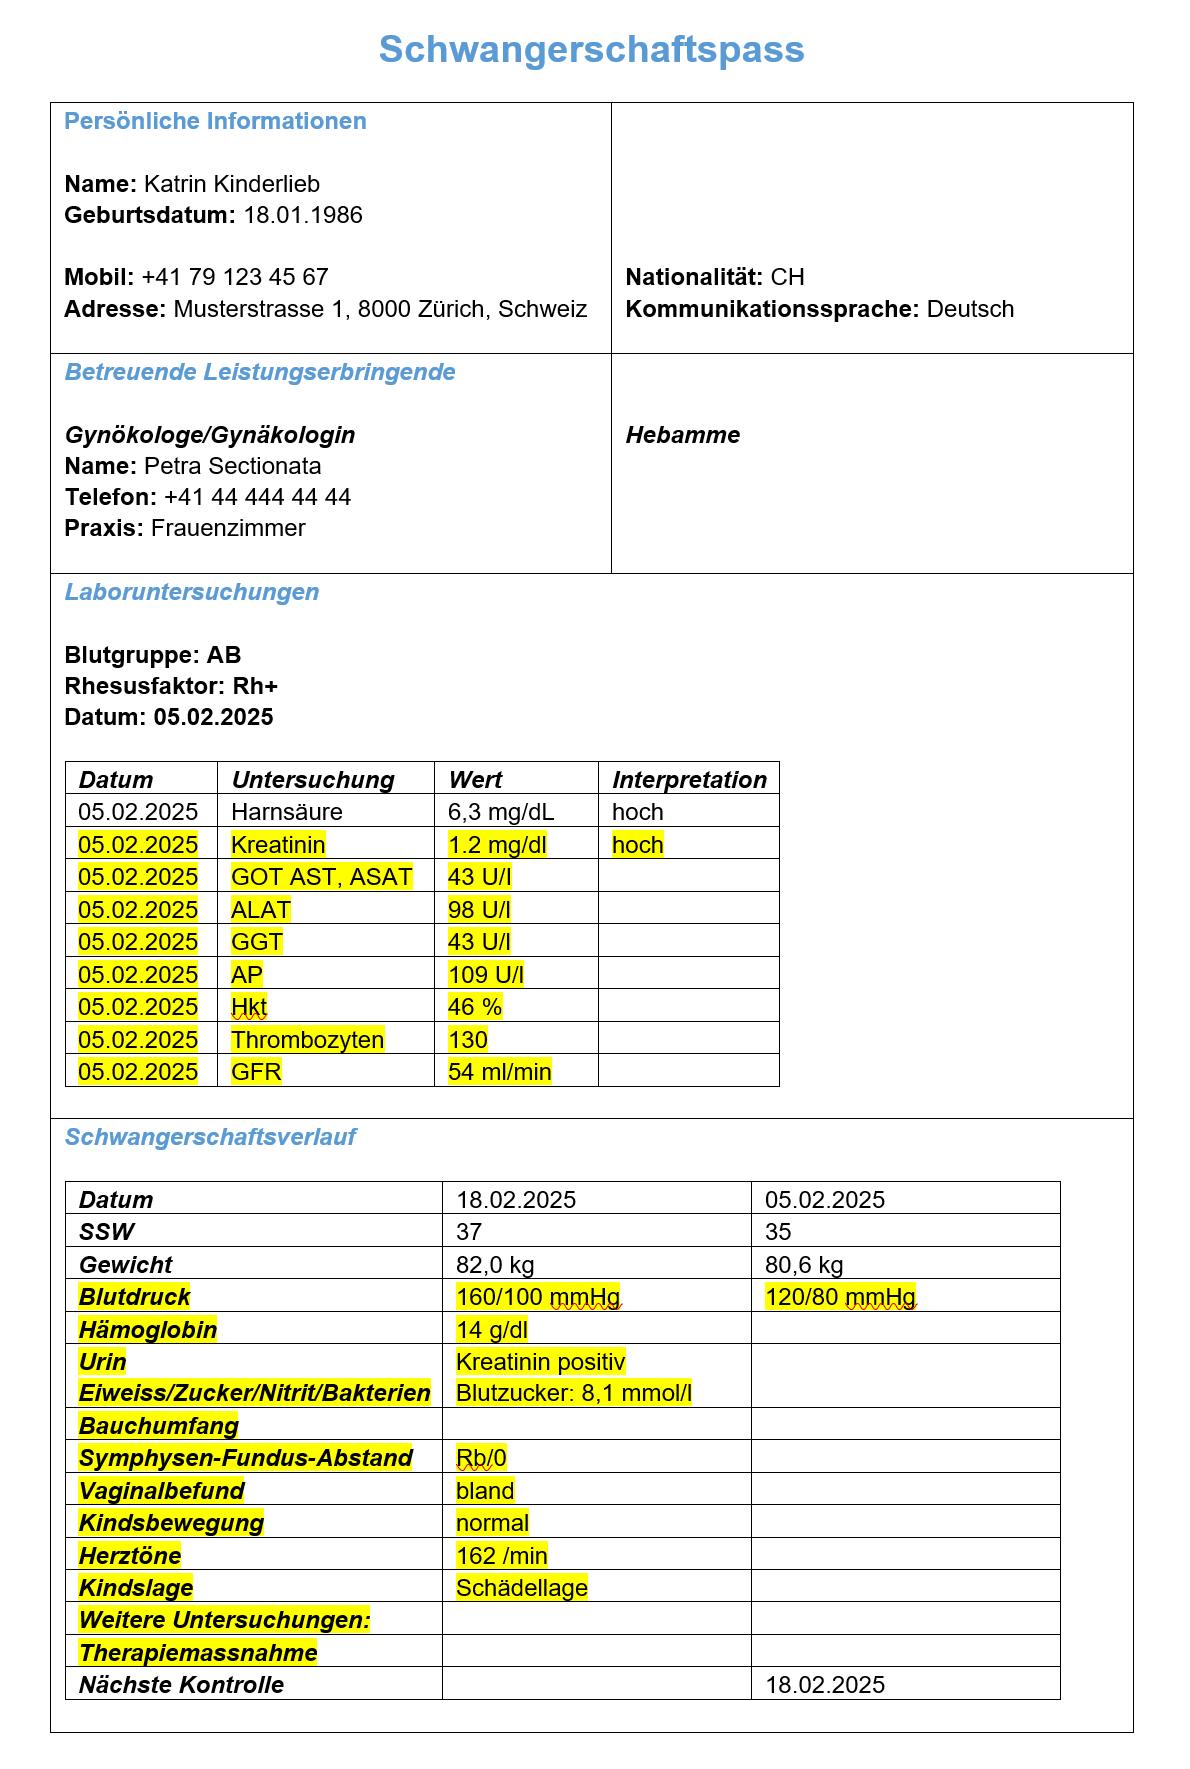 Schwangerschaftspass
Persönliche Informationen
Name: Katrin Kinderlieb
Geburtsdatum: 18.01.1986
Mobil: +41 79 123 45 67
Adresse: Musterstrasse 1, 8000 Zürich, Schweiz
Nationalität: CH
Kommunikationssprache: Deutsch
Betreuende Leistungserbringende
Gynökologe/Gynäkologin
Name: Petra Sectionata
Telefon: +41 44 444 44 44
Praxis: Frauenzimmer
Hebamme
Laboruntersuchungen
Blutgruppe: AB
Rhesusfaktor: Rh+
Datum: 05.02.2025
Datum Untersuchung Wert Interpretation
05.02.2025 Harnsäure 6,3 mg/dL hoch
05.02.2025 Kreatinin 1.2 mg/dl hoch
05.02.2025 GOT AST, ASAT 43 U/l
05.02.2025 ALAT 98 U/l
05.02.2025 GGT 43 U/l
05.02.2025 AP 109 U/l
05.02.2025 Hkt 46 %
05.02.2025 Thrombozyten 130
05.02.2025 GFR 54 ml/min
Schwangerschaftsverlauf
Datum 18.02.2025 05.02.2025
SSW 37 35
Gewicht 82,0 kg 80,6 kg
Blutdruck 160/100 mmHg 120/80 mmHg
Hämoglobin 14 g/dl
Urin Kreatinin positiv
Eiweiss/Zucker/Nitrit/Bakterien Blutzucker: 8,1 mmol/l
Bauchumfang
Symphysen-Fundus-Abstand Rb/0
Vaginalbefund bland
Kindsbewegung normal
Herztöne 162 /min
Kindslage Schädellage
Weitere Untersuchungen:
Therapiemassnahme
Nächste Kontrolle 18.02.2025